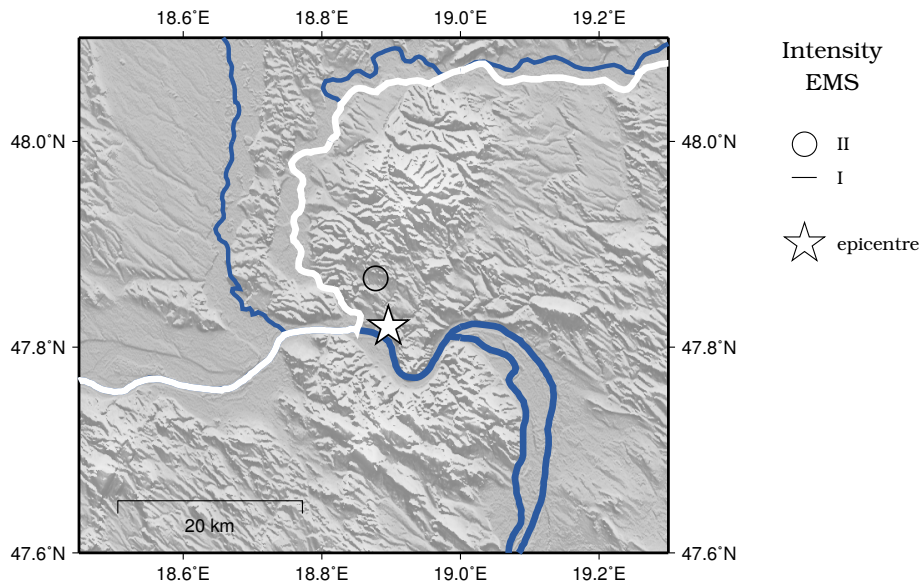 18.6˚E 18.8˚E 19.0˚E 19.2˚E
Intensity
EMS
48.0˚N 48.0˚N
II
I
epicentre
47.8˚N 47.8˚N
20 km
47.6˚N 47.6˚N
18.6˚E 18.8˚E 19.0˚E 19.2˚E